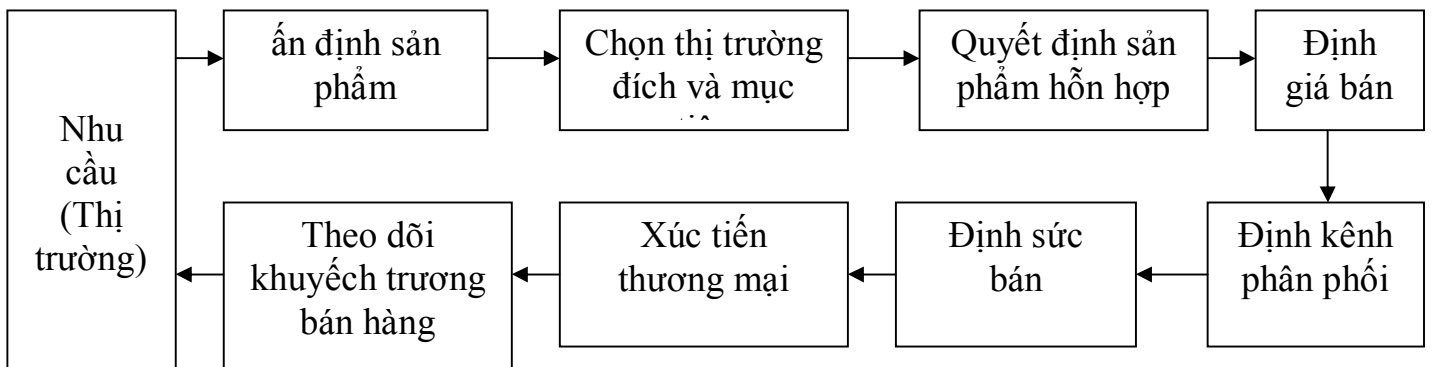 Nhu
cầu
(Thị
trường)
ấn định sản
phẩm
Chọn thị trường
đích và mục
Quyết định sản
phẩm hỗn hợp
Định
giá bán
Định kênh
phân phối
Định sức
bán
Xúc tiến
thương mại
Theo dõi
khuyếch trương
bán hàng